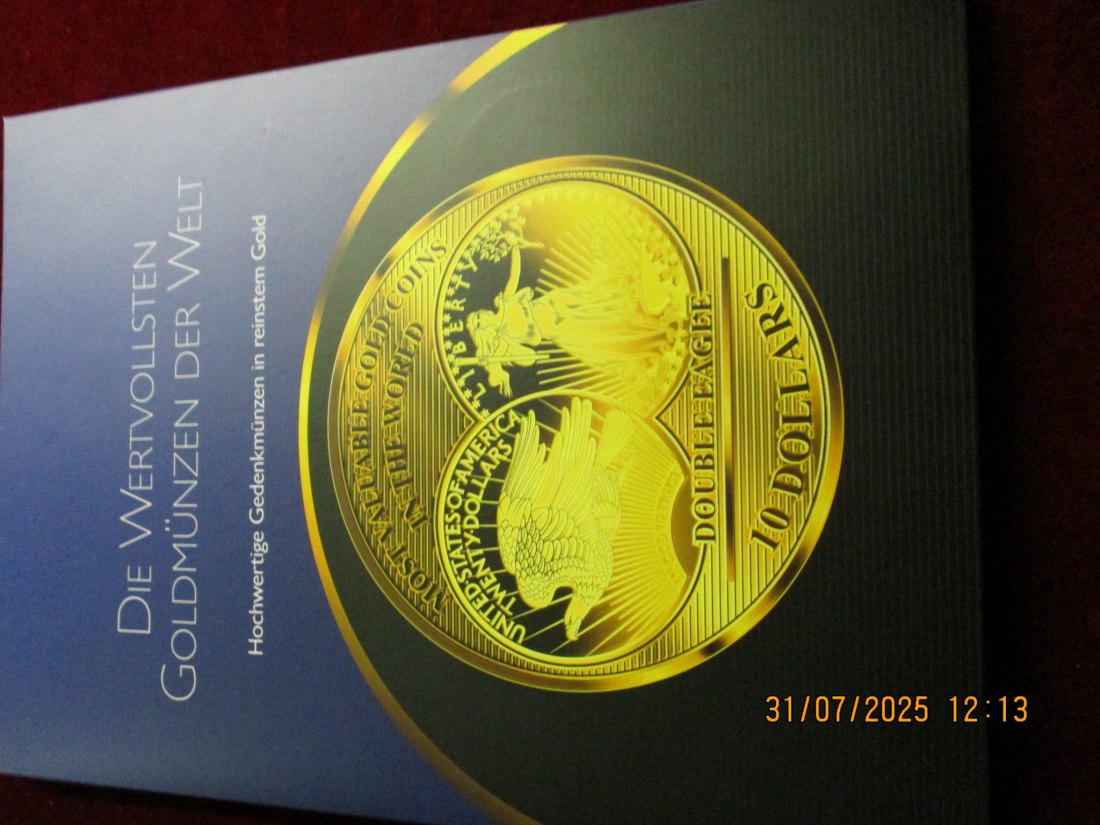 DIE WERTVOLLSTEN
GOLDMÜNZEN DER WELT
Hochwertige Gedenkmünzen in reinstem Gold
MOST VALUABLE GOLD COINS
IN THE WORLD
UNITED·STATES·OF·AMERICA
TWENTY·DOLLARS
LIBERTY
DOUBLE EAGLE
10 DOLLARS
31/07/2025 12:13